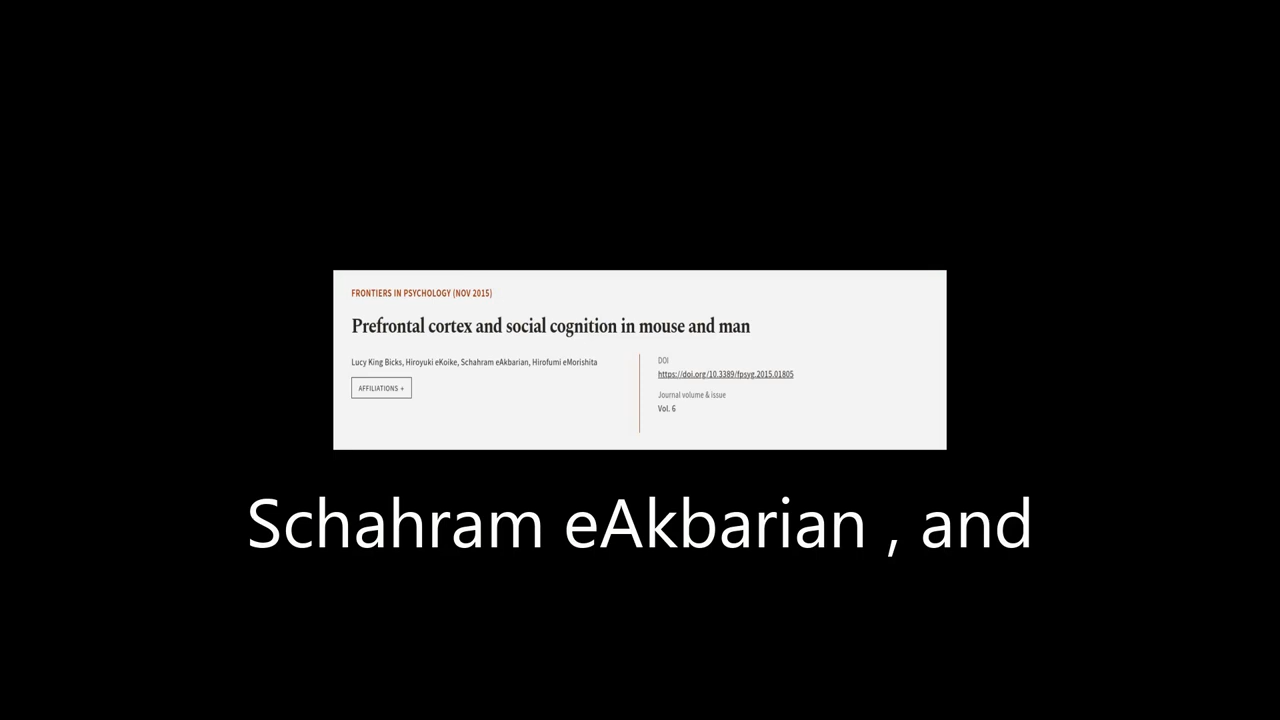 FRONTIERS IN PSYCHOLOGY (NOV 2015)
Prefrontal cortex and social cognition in mouse and man
Lucy King Bicks, Hiroyuki eKoike, Schahram eAkbarian, Hirofumi eMorishita
AFFILIATIONS +
DOI
https://doi.org/10.3389/fpsyg.2015.01805
Journal volume & issue
Vol. 6
Schahram eAkbarian , and